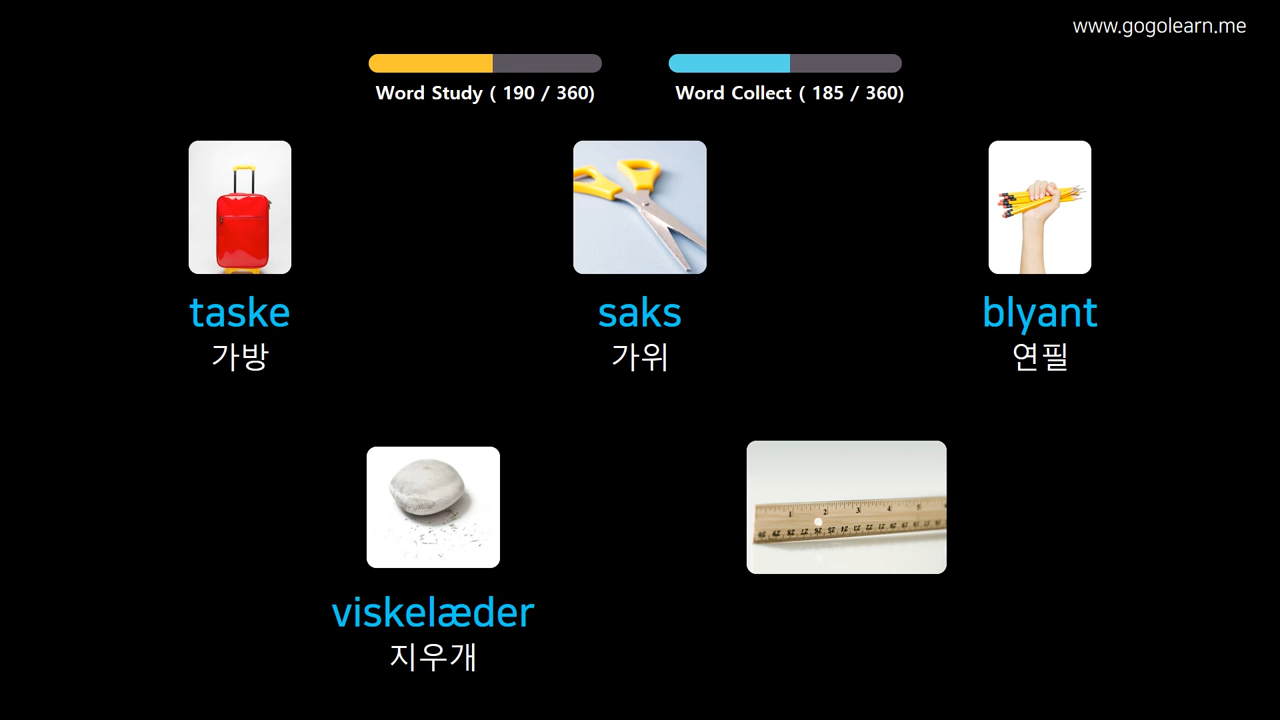 www.gogolearn.me
Word Study ( 190 / 360)
Word Collect ( 185 / 360)
taske
가방
saks
가위
blyant
연필
viskelæder
지우개